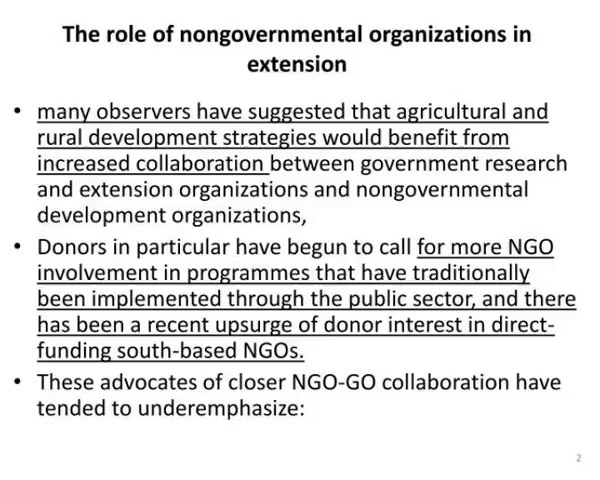 The role of nongovernmental organizations in
extension
• many observers have suggested that agricultural and
rural development strategies would benefit from
increased collaboration between government research
and extension organizations and nongovernmental
development organizations,
• Donors in particular have begun to call for more NGO
involvement in programmes that have traditionally
been implemented through the public sector, and there
has been a recent upsurge of donor interest in direct-
funding south-based NGOs.
• These advocates of closer NGO-GO collaboration have
tended to underemphasize:
2